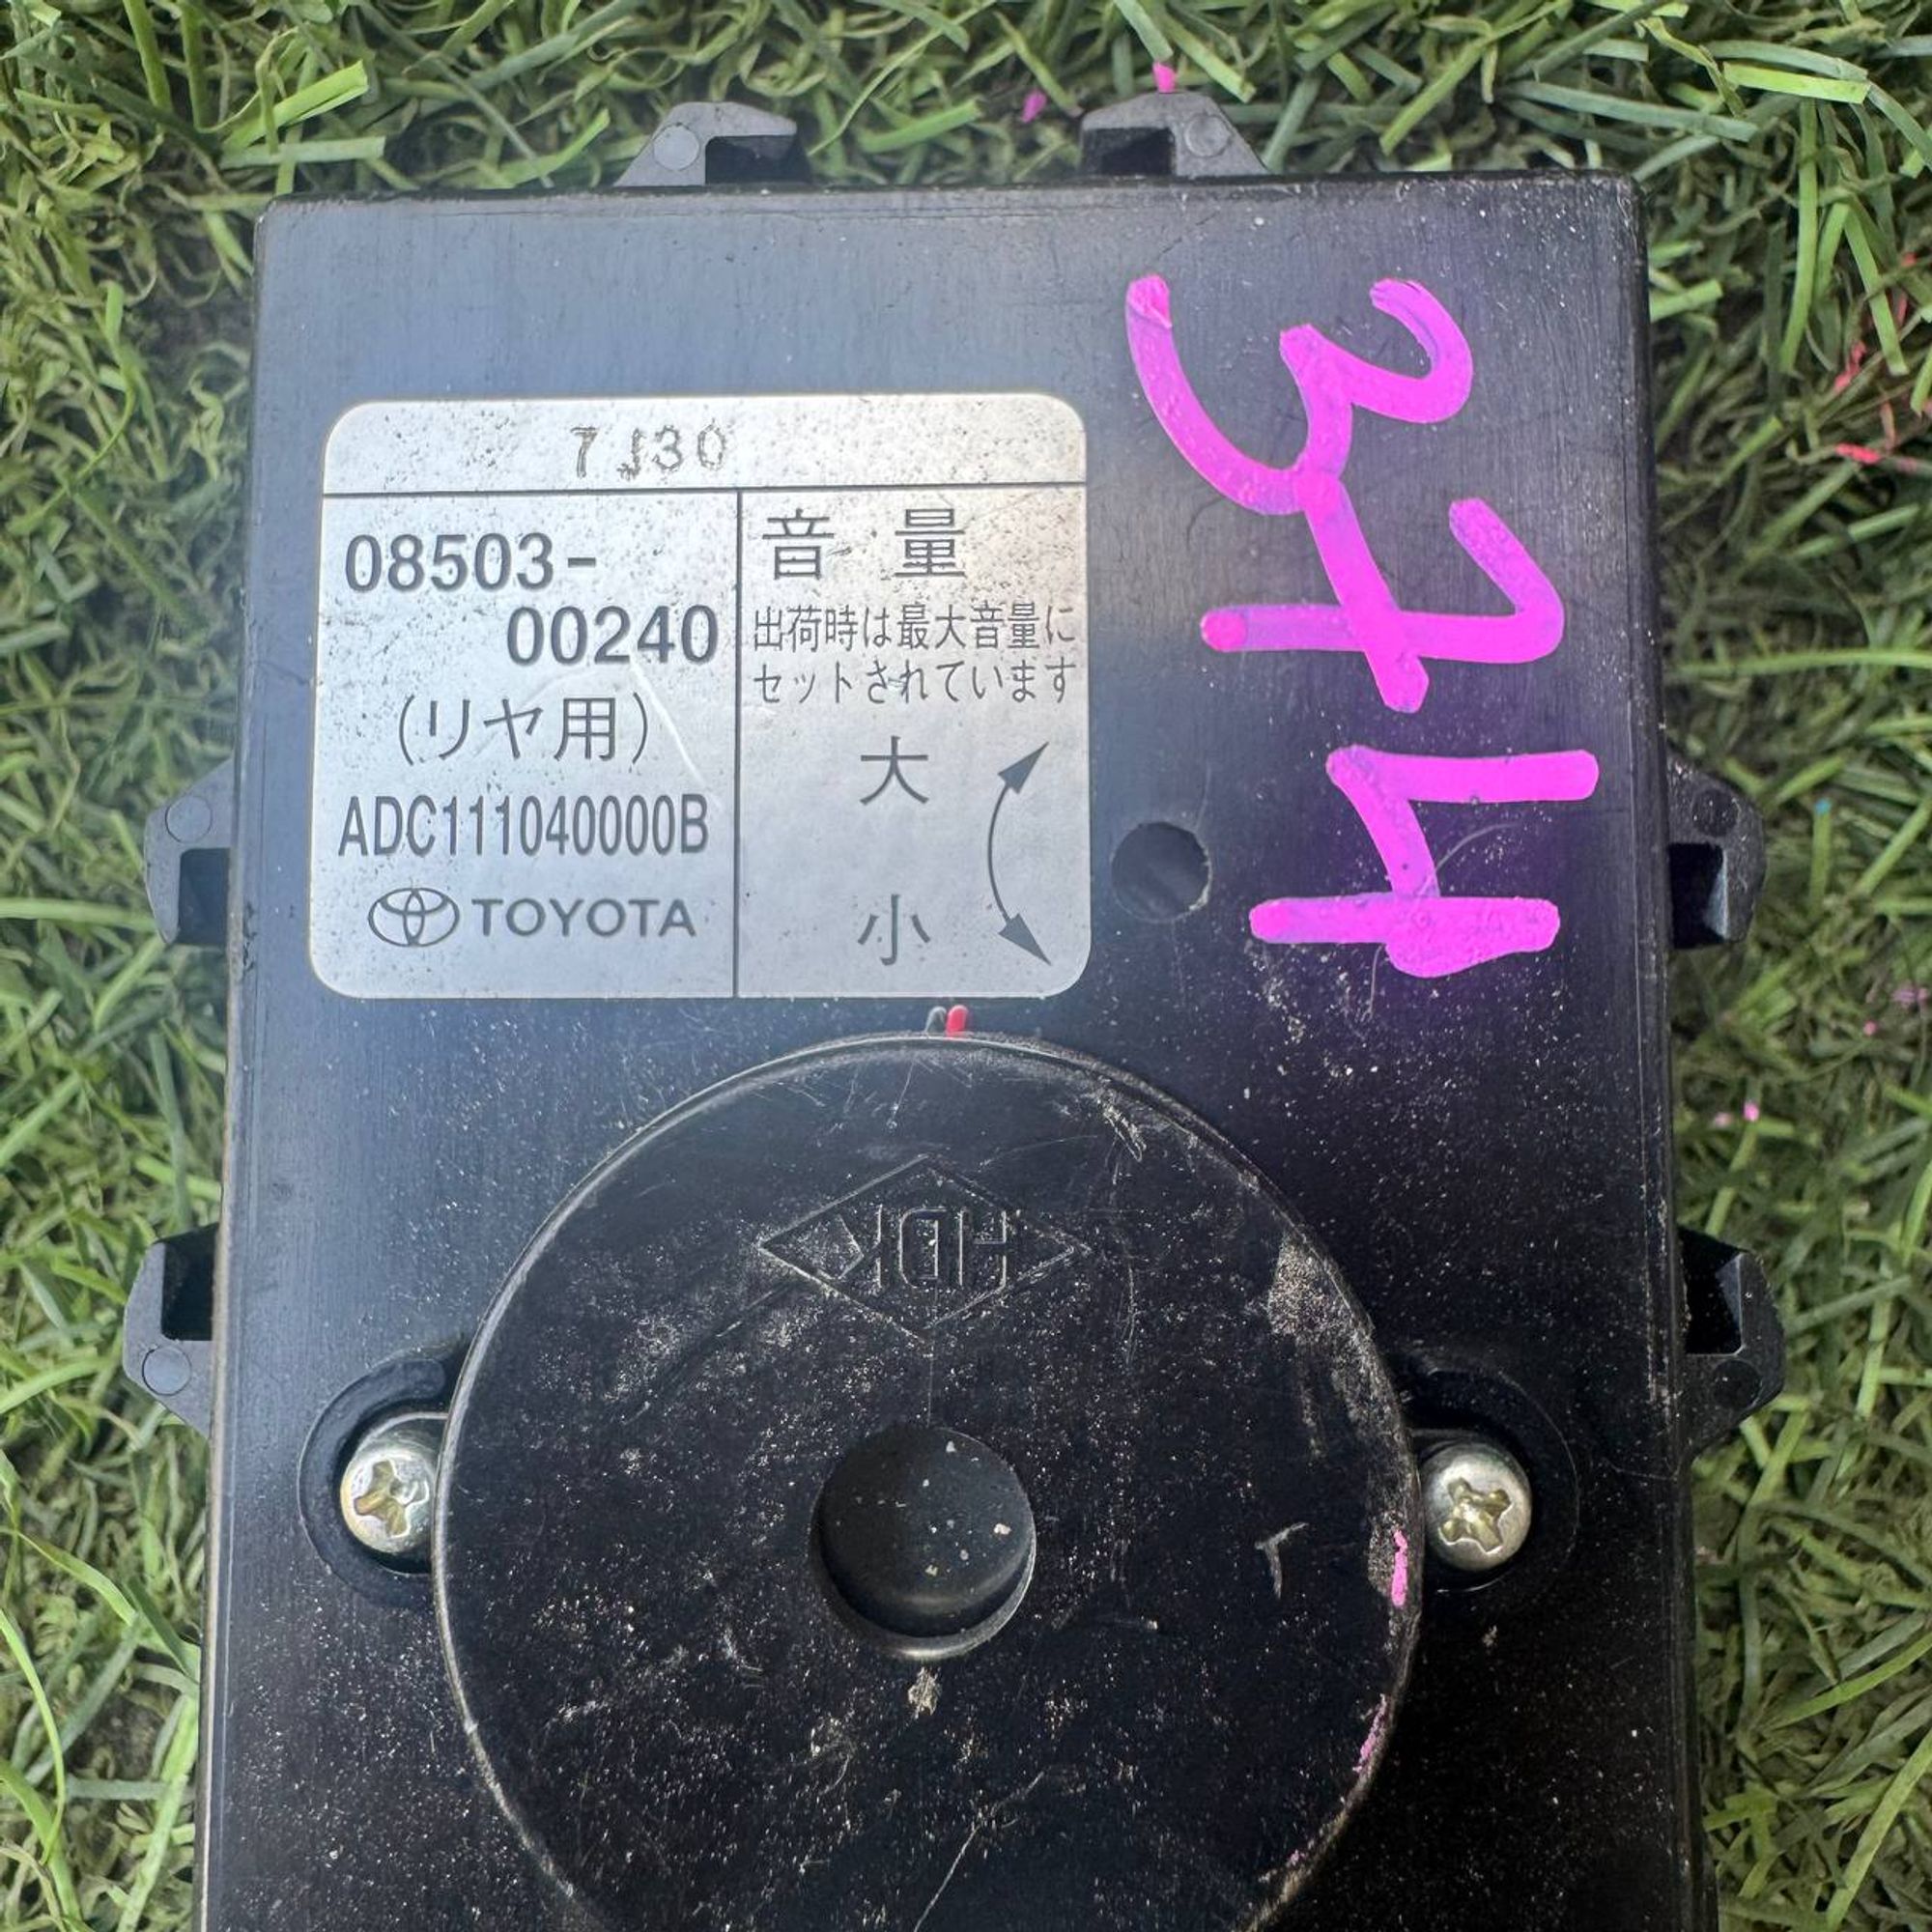 7J30
08503-
00240
(リヤ用)
ADC111040000B
TOYOTA
音量
出荷時は最大音量に
セットされています
大
小
374
HDK